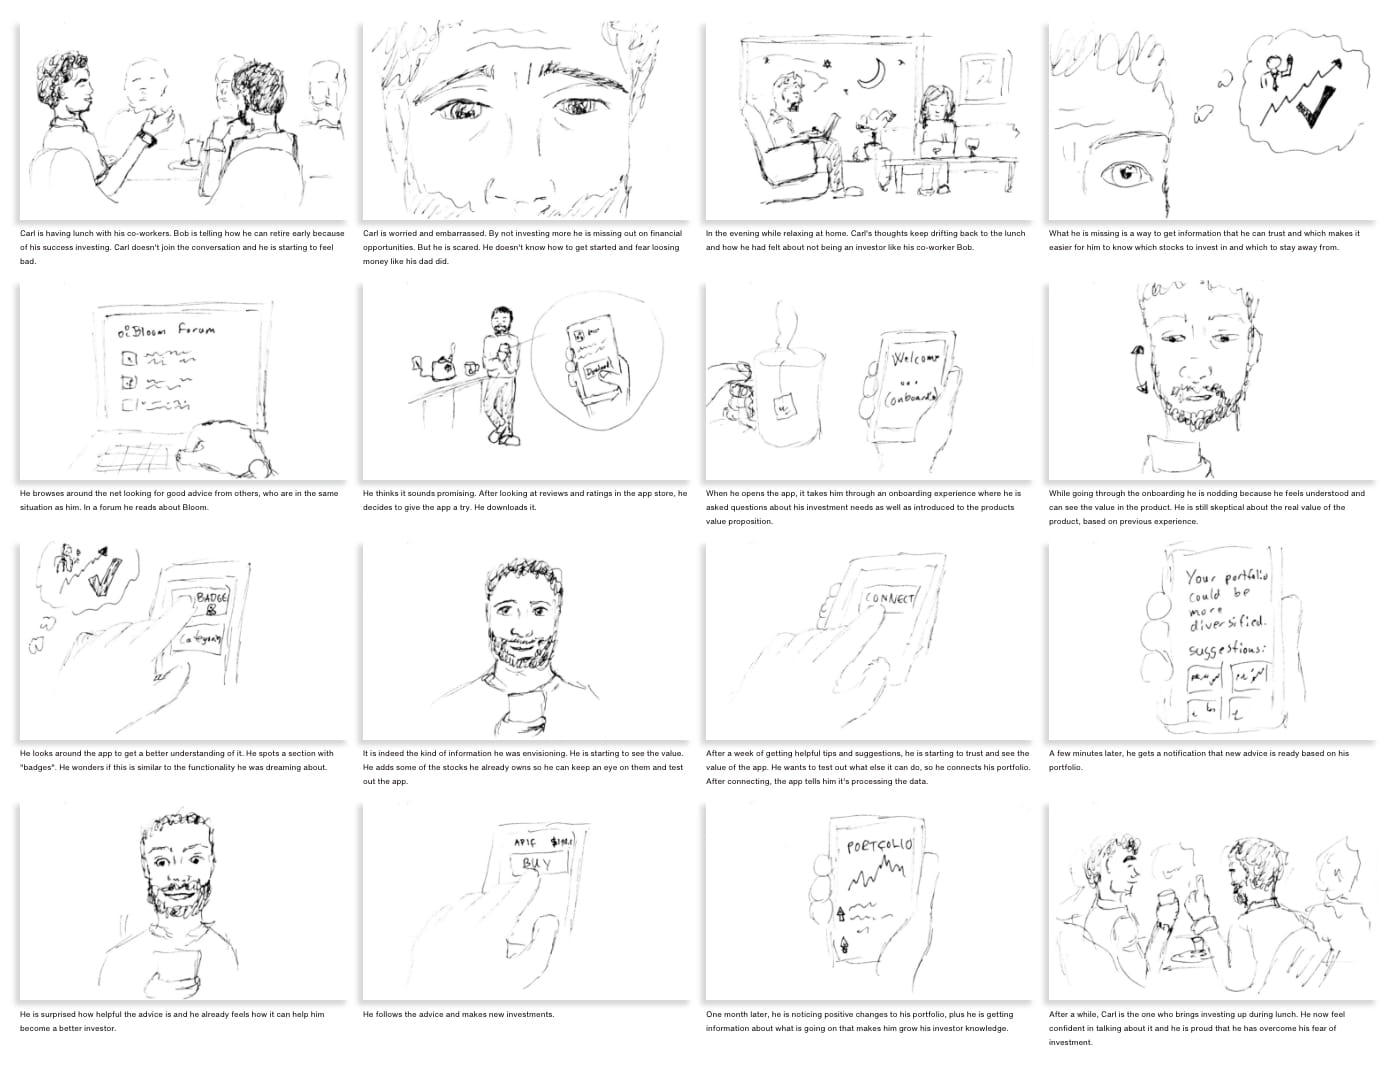 Carl is having lunch with his co-workers. Bob is telling how he can retire early because
of his success investing. Carl doesn't join the conversation and he is starting to feel
bad.
Carl is worried and embarrassed. By not investing more he is missing out on financial
opportunities. But he is scared. He doesn't know how to get started and fear loosing
money like his dad did.
In the evening while relaxing at home. Carl's thoughts keep drifting back to the lunch
and how he had felt about not being an investor like his co-worker Bob.
What he is missing is a way to get information that he can trust and which makes it
easier for him to know which stocks to invest in and which to stay away from.
Bloom Forum
He browses around the net looking for good advice from others, who are in the same
situation as him. In a forum he reads about Bloom.
He thinks it sounds promising. After looking at reviews and ratings in the app store, he
decides to give the app a try. He downloads it.
Welcome
...
When he opens the app, it takes him through an onboarding experience where he is
asked questions about his investment needs as well as introduced to the products
value proposition.
While going through the onboarding he is nodding because he feels understood and
can see the value in the product. He is still skeptical about the real value of the
product, based on previous experience.
BADGE
Category
He looks around the app to get a better understanding of it. He spots a section with
"badges". He wonders if this is similar to the functionality he was dreaming about.
It is indeed the kind of information he was envisioning. He is starting to see the value.
He adds some of the stocks he already owns so he can keep an eye on them and test
out the app.
CONNECT
After a week of getting helpful tips and suggestions, he is starting to trust and see the
value of the app. He wants to test out what else it can do, so he connects his portfolio.
After connecting, the app tells him it's processing the data.
Your portfolio
could be
more
diversified.
suggestions:
A few minutes later, he gets a notification that new advice is ready based on his
portfolio.
He is surprised how helpful the advice is and he already feels how it can help him
become a better investor.
BUY
He follows the advice and makes new investments.
PORTFOLIO
One month later, he is noticing positive changes to his portfolio, plus he is getting
information about what is going on that makes him grow his investor knowledge.
After a while, Carl is the one who brings investing up during lunch. He now feel
confident in talking about it and he is proud that he has overcome his fear of
investment.